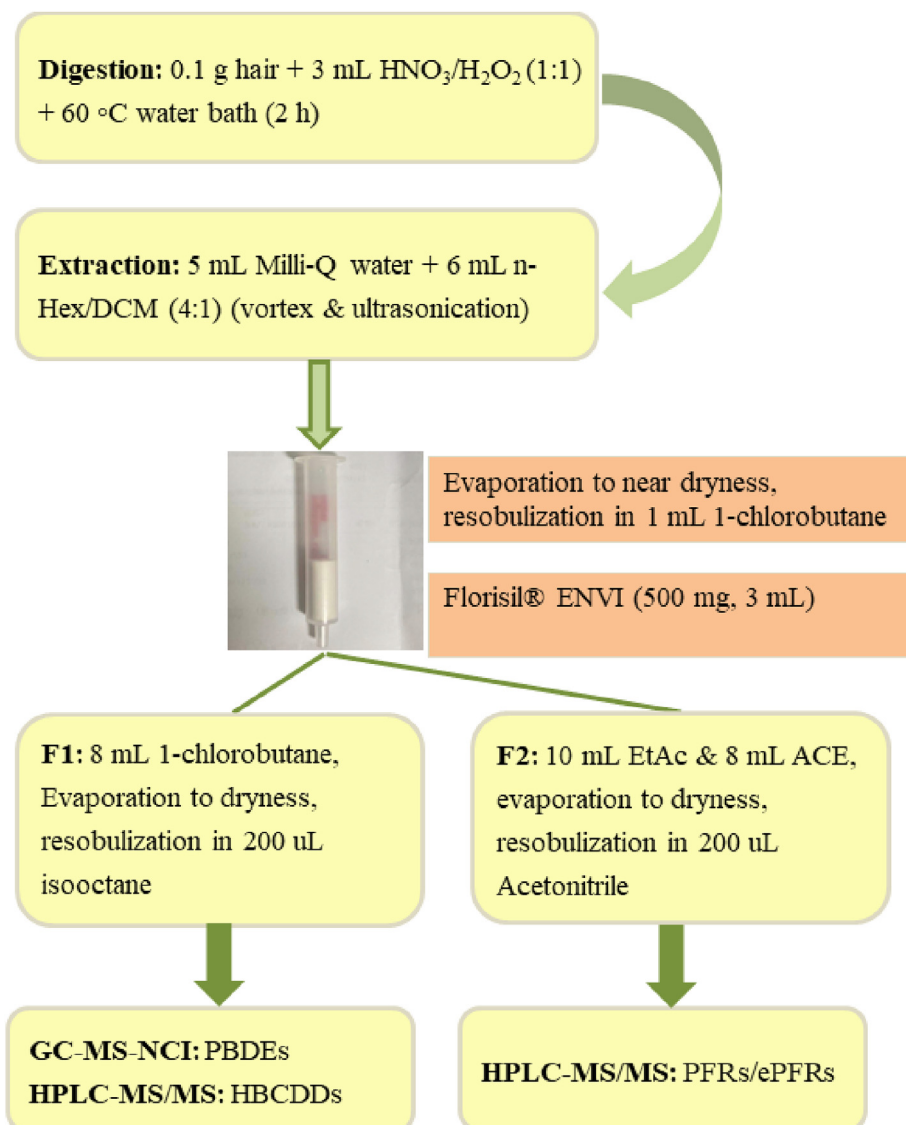 Digestion: 0.1 g hair + 3 mL HNO₃/H₂O₂ (1:1)
+ 60 °C water bath (2 h)
Extraction: 5 mL Milli-Q water + 6 mL n-
Hex/DCM (4:1) (vortex & ultrasonication)
Evaporation to near dryness,
resobulization in 1 mL 1-chlorobutane
Florisil® ENVI (500 mg, 3 mL)
F1: 8 mL 1-chlorobutane,
Evaporation to dryness,
resobulization in 200 uL
isooctane
F2: 10 mL EtAc & 8 mL ACE,
evaporation to dryness,
resobulization in 200 uL
Acetonitrile
GC-MS-NCI: PBDEs
HPLC-MS/MS: HBCDDs
HPLC-MS/MS: PFRs/ePFRs